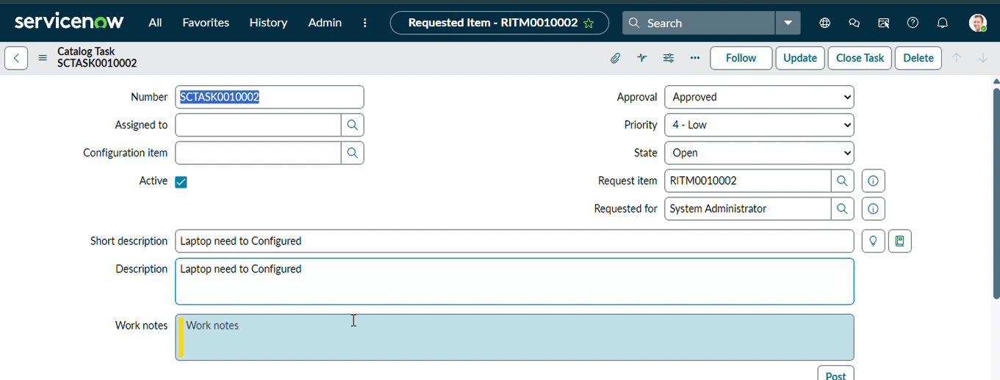 servicenow All Favorites History Admin Requested Item - RITM0010002 Search
Catalog Task
SCTASK0010002
Follow Update Close Task Delete
Number SCTASK0010002 Approval Approved
Assigned to Priority 4 - Low
Configuration item State Open
Active Request item RITM0010002
Requested for System Administrator
Short description Laptop need to Configured
Description Laptop need to Configured
Work notes Work notes
Post